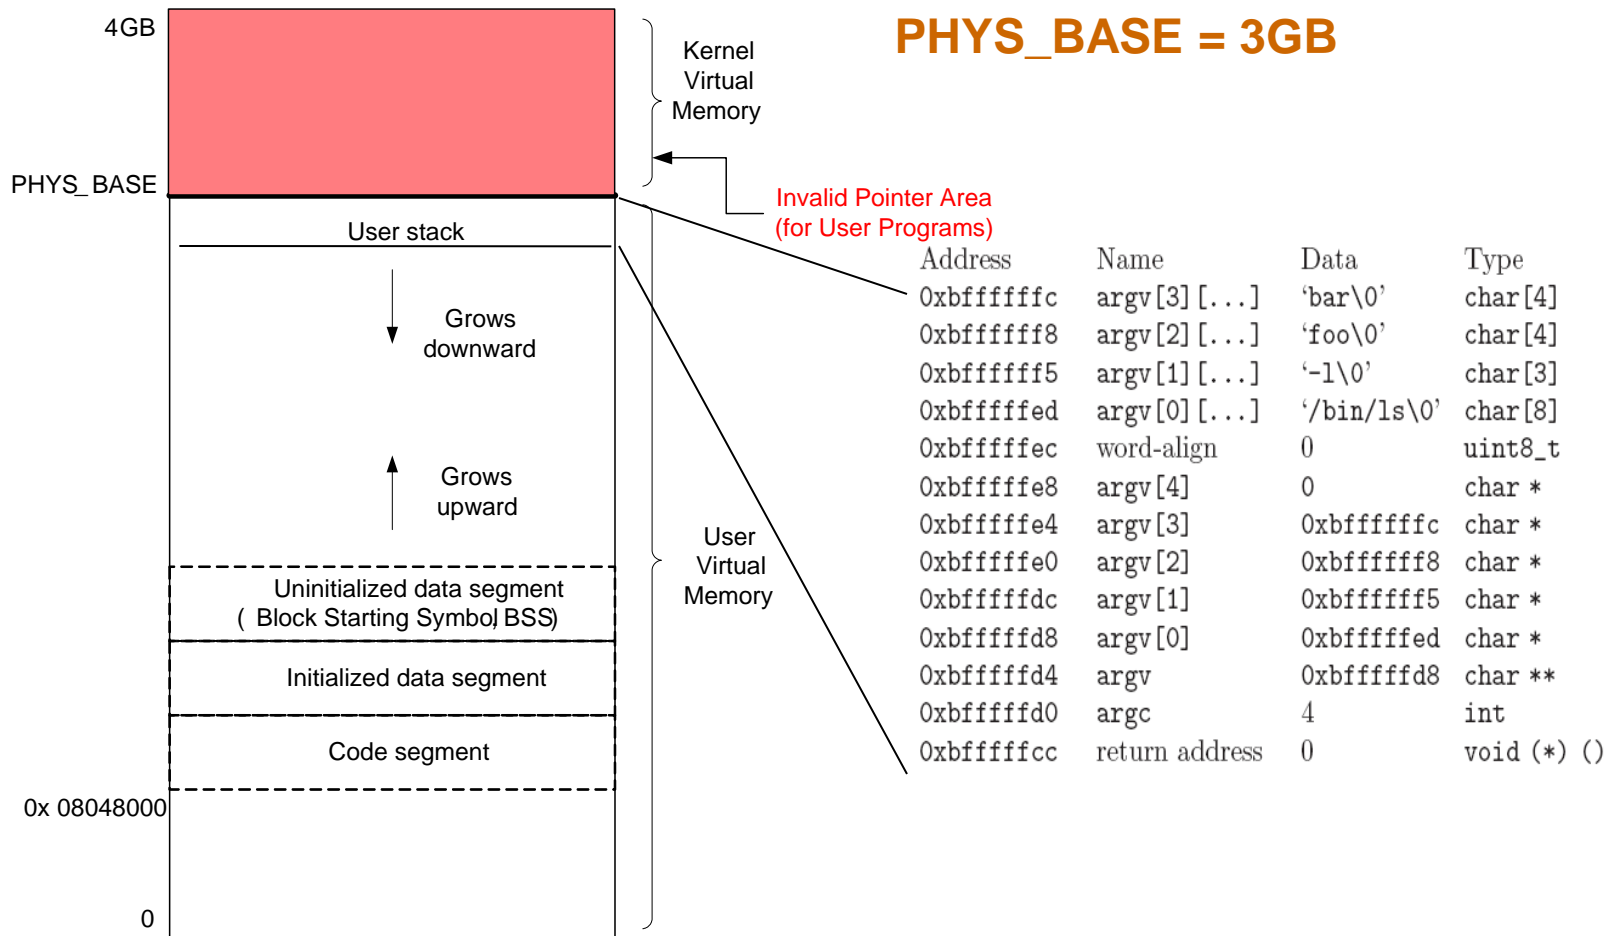 PHYS_BASE = 3GB
4GB
Kernel
Virtual
Memory
PHYS_BASE
Invalid Pointer Area
(for User Programs)
User stack
Grows
downward
Grows
upward
User
Virtual
Memory
Uninitialized data segment
( Block Starting Symbol, BSS)
Initialized data segment
Code segment
0x 08048000
0
Address Name Data Type
0xbffffffc argv[3][...] ‘bar\0’ char[4]
0xbffffff8 argv[2][...] ‘foo\0’ char[4]
0xbffffff5 argv[1][...] ‘-l\0’ char[3]
0xbfffffed argv[0][...] ‘/bin/ls\0’ char[8]
0xbfffffec word-align 0 uint8_t
0xbfffffe8 argv[4] 0 char *
0xbfffffe4 argv[3] 0xbffffffc char *
0xbfffffe0 argv[2] 0xbffffff8 char *
0xbfffffdc argv[1] 0xbffffff5 char *
0xbfffffd8 argv[0] 0xbfffffed char *
0xbfffffd4 argv 0xbfffffd8 char **
0xbfffffd0 argc 4 int
0xbfffffcc return address 0 void (*) ()